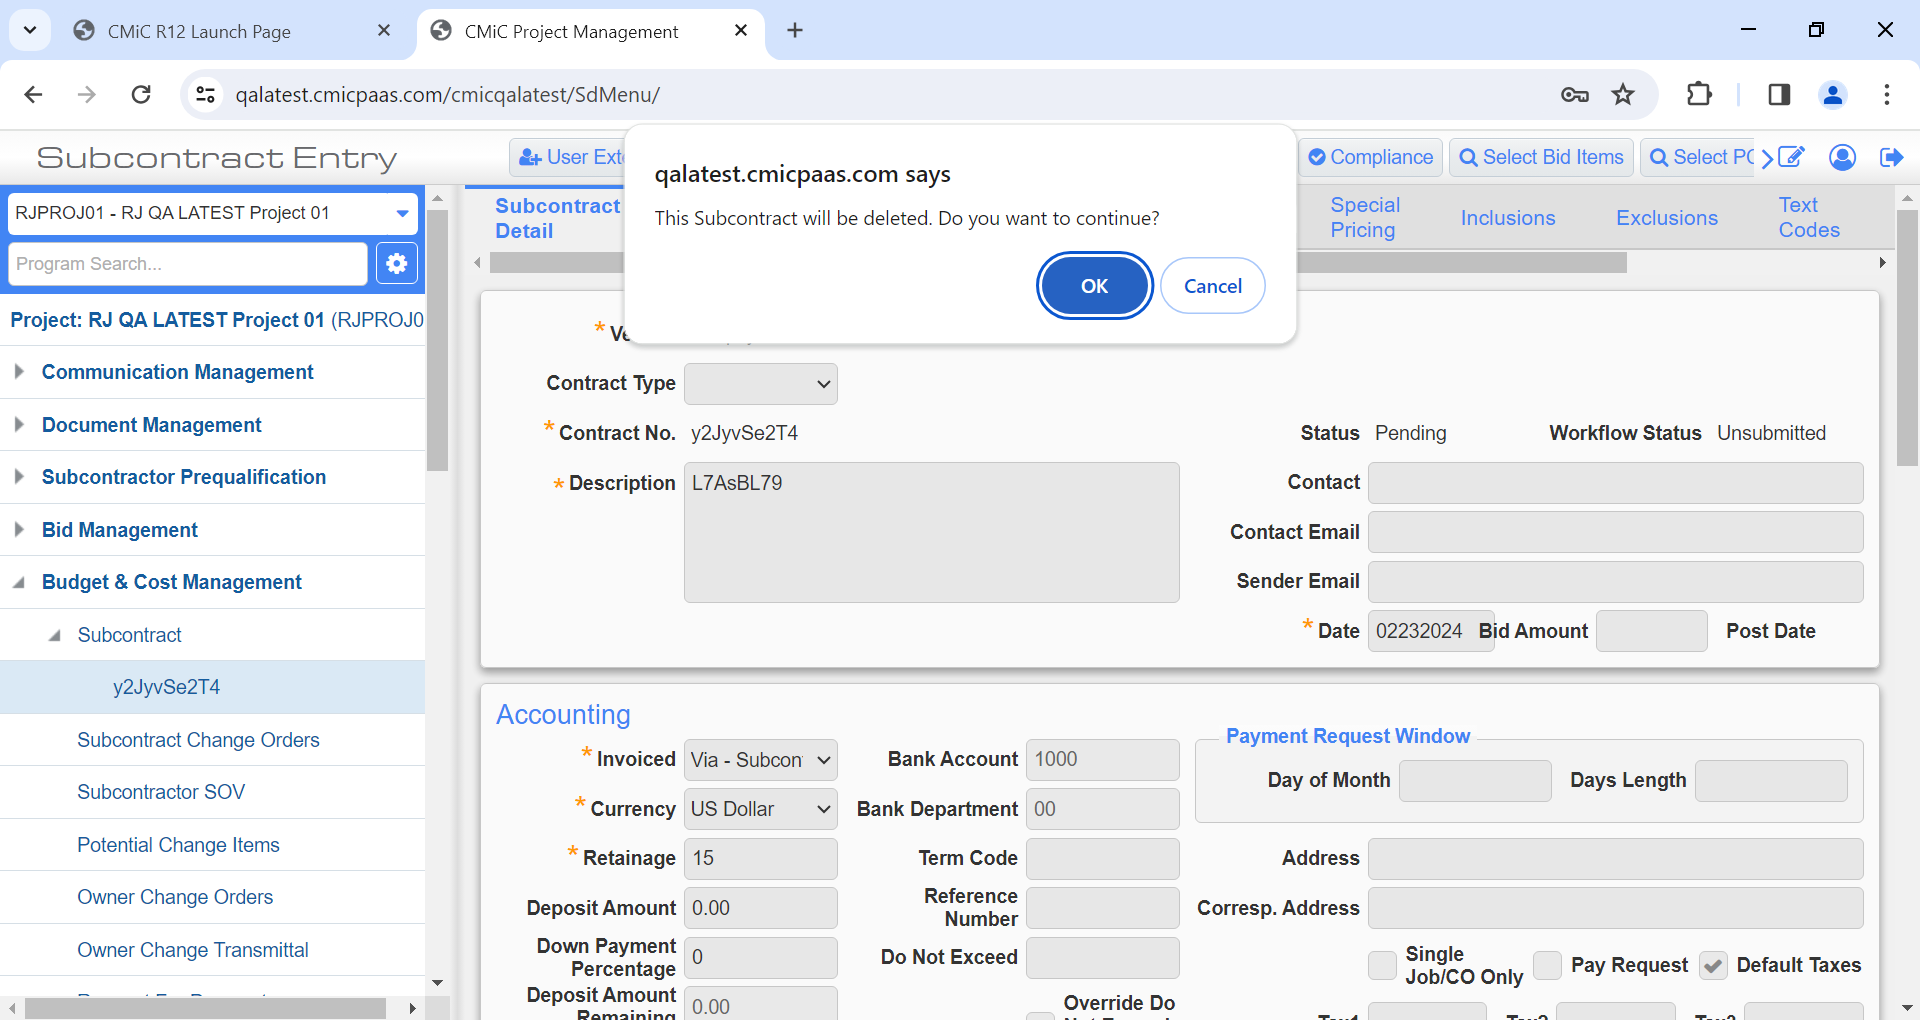 CMiC R12 Launch Page
CMiC Project Management
qalatest.cmicpaas.com/cmicqalatest/SdMenu/
Subcontract Entry
User Ext
Compliance
Select Bid Items
Select PC
qalatest.cmicpaas.com says
This Subcontract will be deleted. Do you want to continue?
OK
Cancel
RJPROJ01 - RJ QA LATEST Project 01
Program Search...
Project: RJ QA LATEST Project 01 (RJPROJ0
Communication Management
Document Management
Subcontractor Prequalification
Bid Management
Budget & Cost Management
Subcontract
y2JyvSe2T4
Subcontract Change Orders
Subcontractor SOV
Potential Change Items
Owner Change Orders
Owner Change Transmittal
Subcontract
Detail
Special
Pricing
Inclusions
Exclusions
Text
Codes
* Ve
Contract Type
* Contract No. y2JyvSe2T4
* Description L7AsBL79
Status Pending
Workflow Status Unsubmitted
Contact
Contact Email
Sender Email
* Date 02232024
Bid Amount
Post Date
Accounting
* Invoiced Via - Subcon
* Currency US Dollar
* Retainage 15
Deposit Amount 0.00
Down Payment
Percentage 0
Deposit Amount
Remaining 0.00
Bank Account 1000
Bank Department 00
Term Code
Reference
Number
Do Not Exceed
Override Do
Payment Request Window
Day of Month
Days Length
Address
Corresp. Address
Single
Job/CO Only
Pay Request
Default Taxes